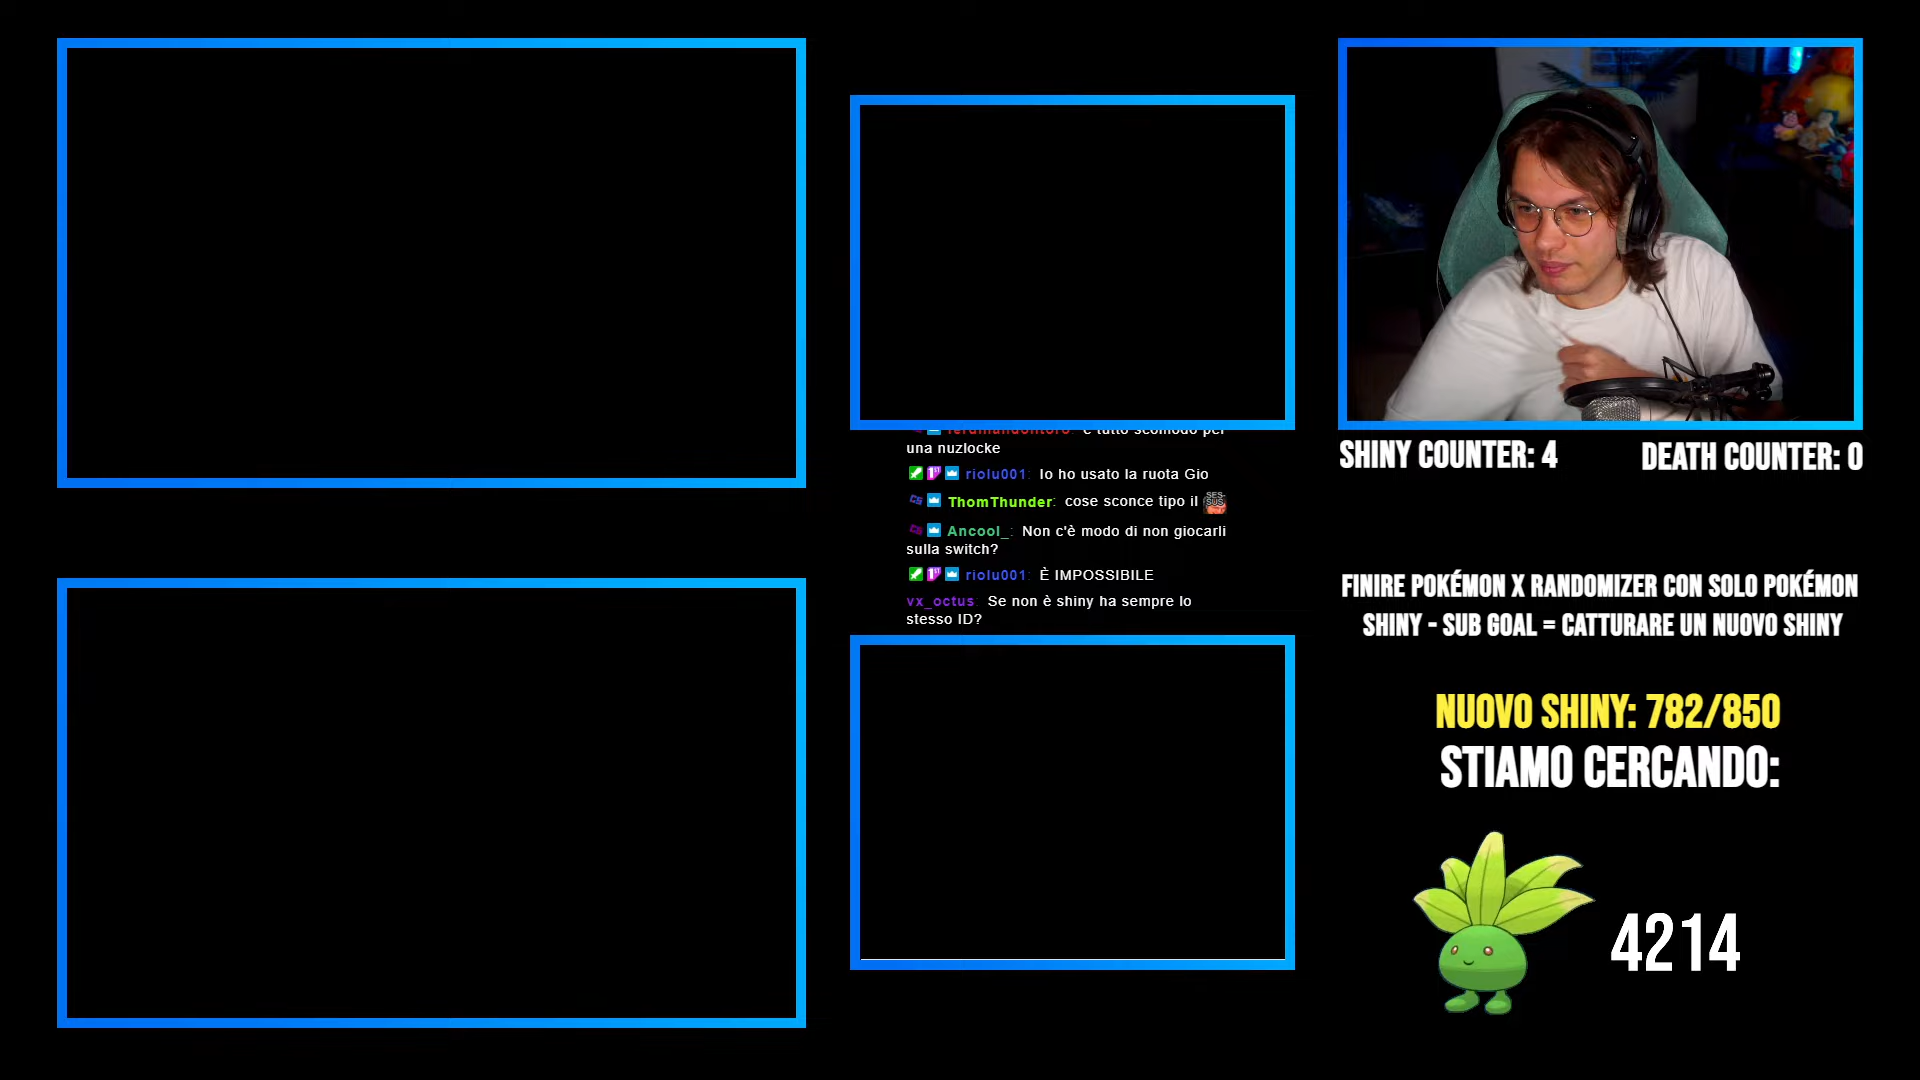 è tutto scomodo per
una nuzlocke
riolu001: Io ho usato la ruota Gio
ThomThunder: cose sconce tipo il
Ancool_: Non c'è modo di non giocarli
sulla switch?
riolu001: È IMPOSSIBILE
vx_octus: Se non è shiny ha sempre lo
stesso ID?
SHINY COUNTER: 4
DEATH COUNTER: 0
FINIRE POKÉMON X RANDOMIZER CON SOLO POKÉMON
SHINY - SUB GOAL = CATTURARE UN NUOVO SHINY
NUOVO SHINY: 782/850
STIAMO CERCANDO:
4214